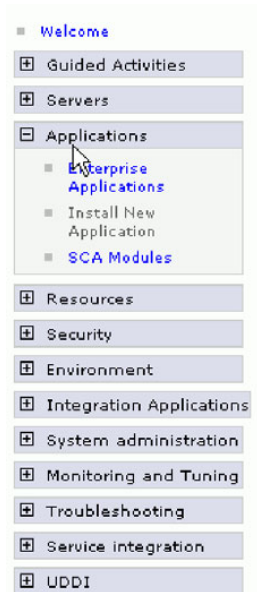 Welcome
Guided Activities
Servers
Applications
Enterprise
Applications
Install New
Application
SCA Modules
Resources
Security
Environment
Integration Applications
System administration
Monitoring and Tuning
Troubleshooting
Service integration
UDDI